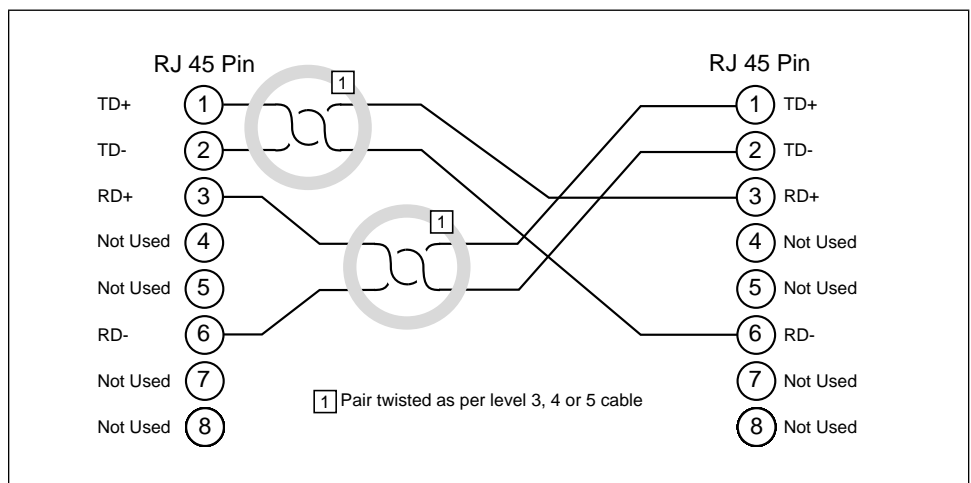 RJ 45 Pin
RJ 45 Pin
1
TD+ 1
1 TD+
TD- 2
2 TD-
RD+ 3
3 RD+
1
Not Used 4
4 Not Used
Not Used 5
5 Not Used
RD- 6
6 RD-
Not Used 7
7 Not Used
1 Pair twisted as per level 3, 4 or 5 cable
Not Used 8
8 Not Used